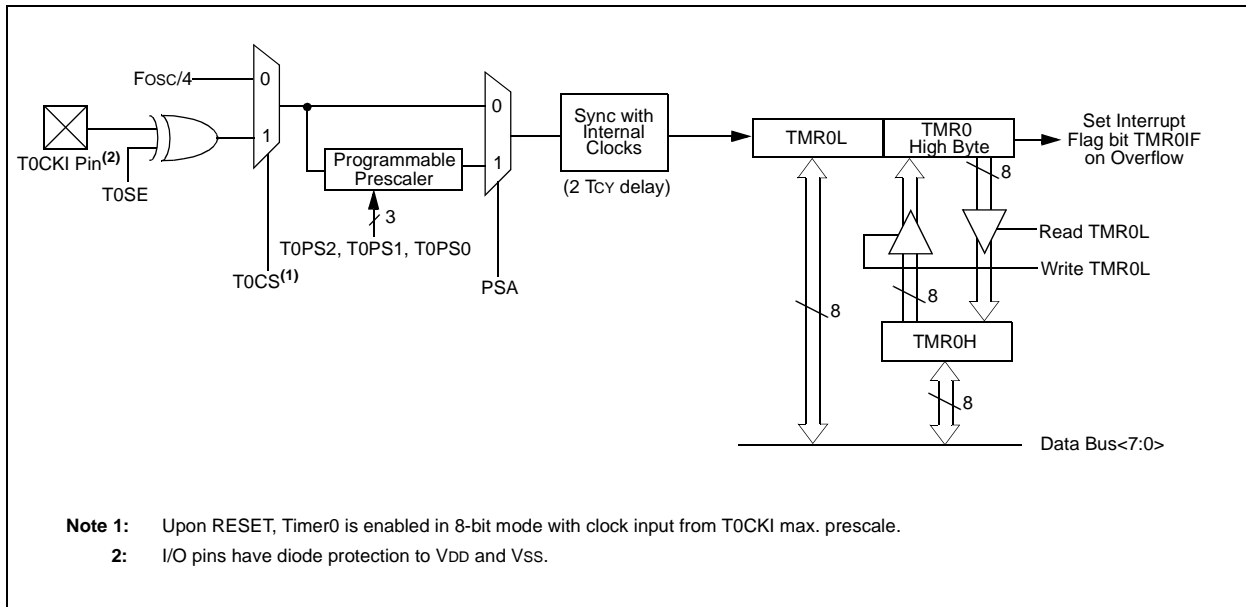 FOSC/4
0
1
T0CKI Pin(2)
T0SE
T0CS(1)
Programmable
Prescaler
3
T0PS2, T0PS1, T0PS0
0
1
PSA
Sync with
Internal
Clocks
(2 TCY delay)
TMR0L
TMR0
High Byte
Set Interrupt
Flag bit TMR0IF
on Overflow
8
Read TMR0L
Write TMR0L
8
8
TMR0H
8
Data Bus<7:0>
Note 1: Upon RESET, Timer0 is enabled in 8-bit mode with clock input from T0CKI max. prescale.
2: I/O pins have diode protection to VDD and VSS.